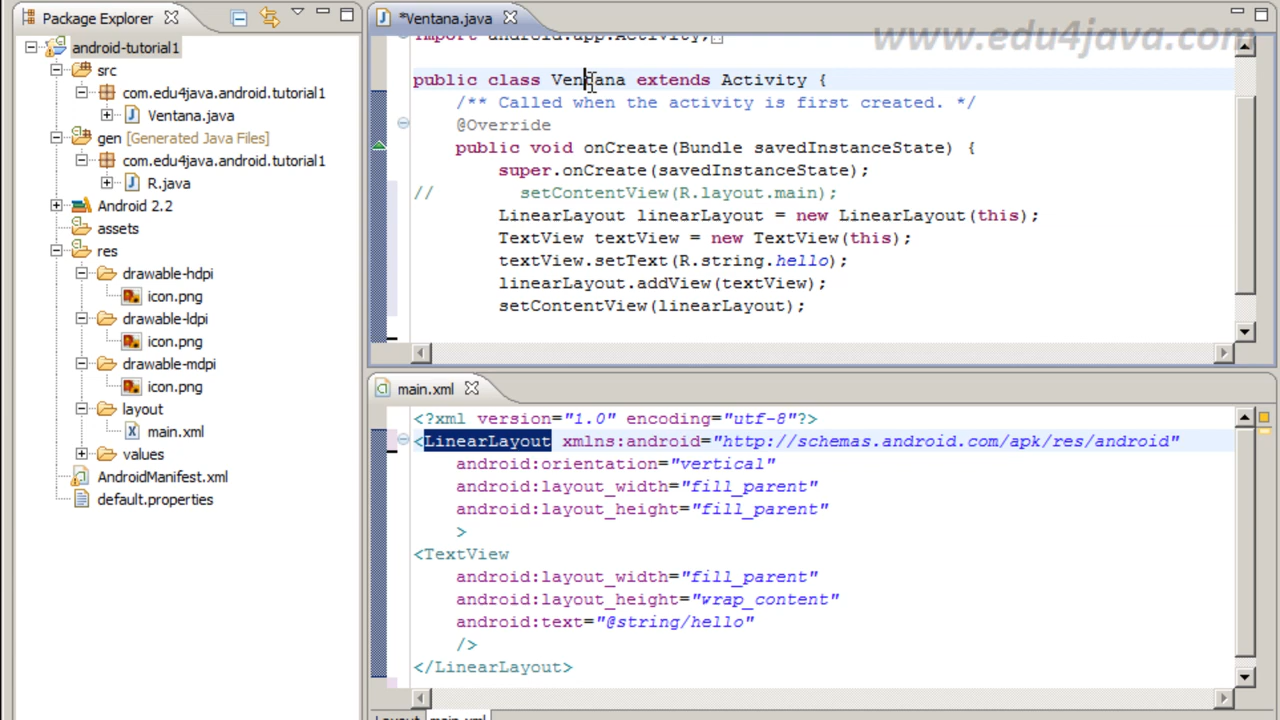 Package Explorer
android-tutorial1
src
com.edu4java.android.tutorial1
Ventana.java
gen [Generated Java Files]
com.edu4java.android.tutorial1
R.java
Android 2.2
assets
res
drawable-hdpi
icon.png
drawable-ldpi
icon.png
drawable-mdpi
icon.png
layout
main.xml
values
AndroidManifest.xml
default.properties
*Ventana.java
www.edu4java.com
import android.app.Activity;
public class Ventana extends Activity {
/** Called when the activity is first created. */
@Override
public void onCreate(Bundle savedInstanceState) {
super.onCreate(savedInstanceState);
// setContentView(R.layout.main);
LinearLayout linearLayout = new LinearLayout(this);
TextView textView = new TextView(this);
textView.setText(R.string.hello);
linearLayout.addView(textView);
setContentView(linearLayout);
main.xml
<?xml version="1.0" encoding="utf-8"?>
<LinearLayout xmlns:android="http://schemas.android.com/apk/res/android"
android:orientation="vertical"
android:layout_width="fill_parent"
android:layout_height="fill_parent"
>
<TextView
android:layout_width="fill_parent"
android:layout_height="wrap_content"
android:text="@string/hello"
/>
</LinearLayout>
Layout main.xml